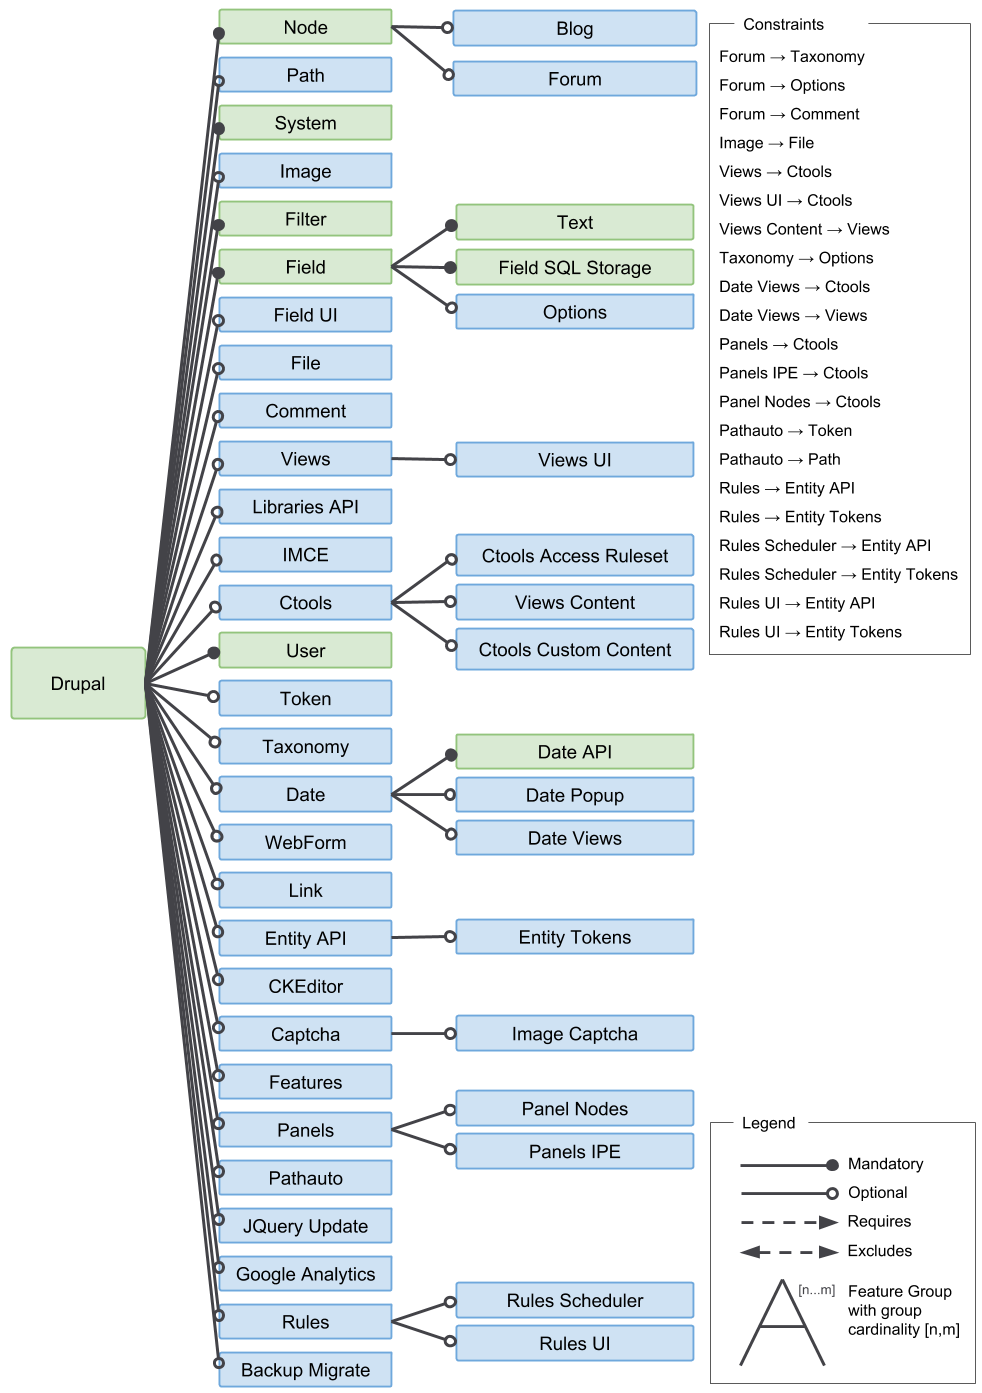 Drupal
Node
Path
System
Image
Filter
Field
Field UI
File
Comment
Views
Libraries API
IMCE
Ctools
User
Token
Taxonomy
Date
WebForm
Link
Entity API
CKEditor
Captcha
Features
Panels
Pathauto
JQuery Update
Google Analytics
Rules
Backup Migrate
Blog
Forum
Text
Field SQL Storage
Options
Views UI
Ctools Access Ruleset
Views Content
Ctools Custom Content
Date API
Date Popup
Date Views
Entity Tokens
Image Captcha
Panel Nodes
Panels IPE
Rules Scheduler
Rules UI
Constraints
Forum → Taxonomy
Forum → Options
Forum → Comment
Image → File
Views → Ctools
Views UI → Ctools
Views Content → Views
Taxonomy → Options
Date Views → Ctools
Date Views → Views
Panels → Ctools
Panels IPE → Ctools
Panel Nodes → Ctools
Pathauto → Token
Pathauto → Path
Rules → Entity API
Rules → Entity Tokens
Rules Scheduler → Entity API
Rules Scheduler → Entity Tokens
Rules UI → Entity API
Rules UI → Entity Tokens
Legend
Mandatory
Optional
Requires
Excludes
[n...m]
Feature Group
with group
cardinality [n,m]